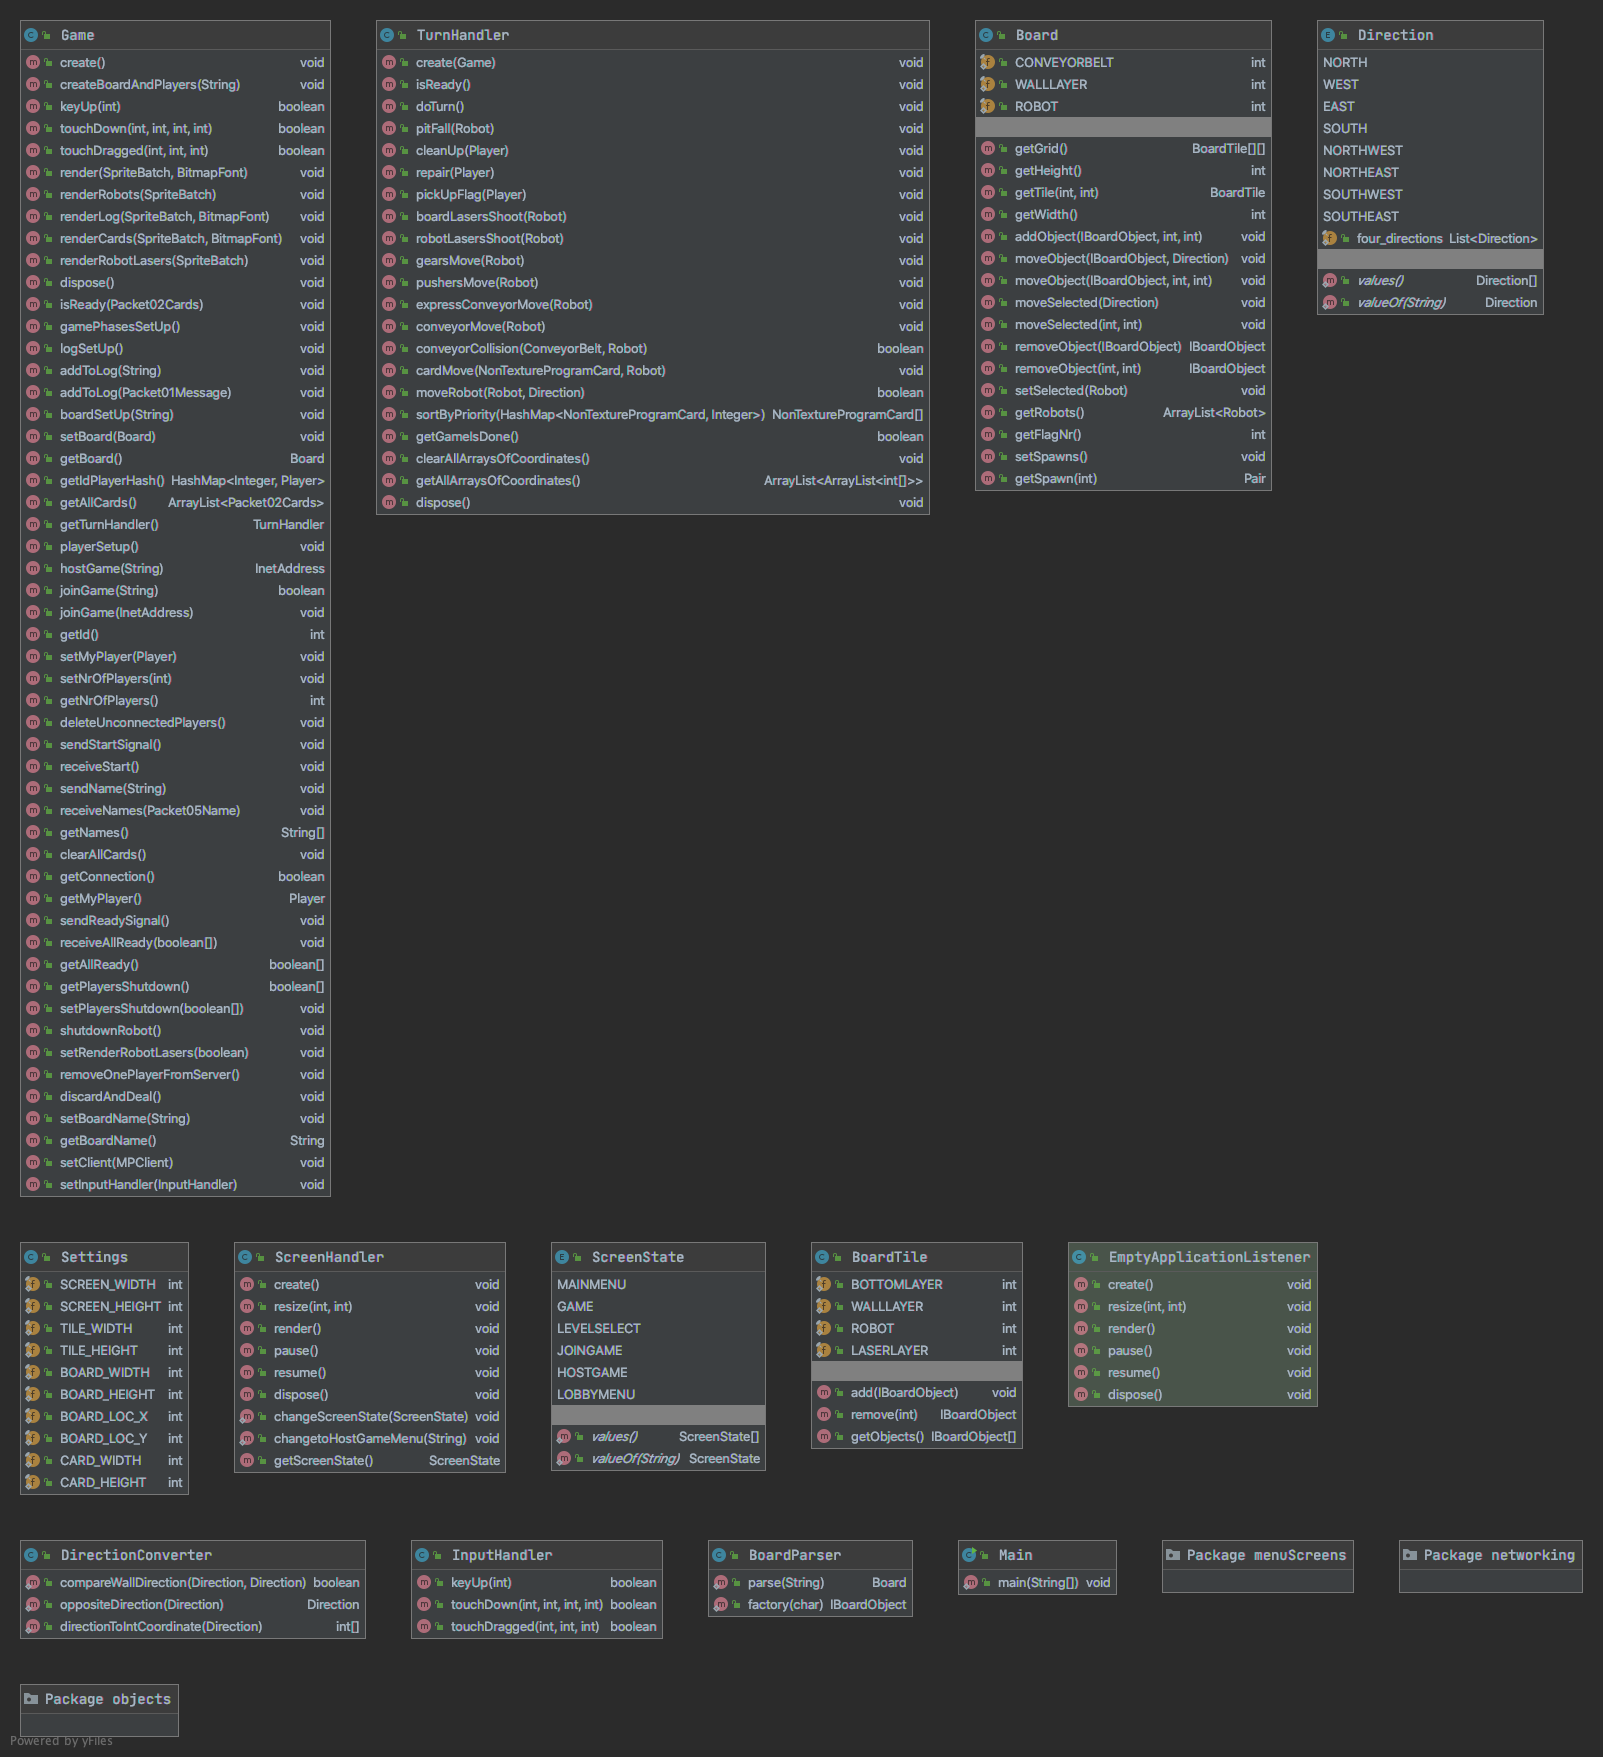 Game
create() void
createBoardAndPlayers(String) void
keyUp(int) boolean
touchDown(int, int, int, int) boolean
touchDragged(int, int, int) boolean
render(SpriteBatch, BitmapFont) void
renderRobots(SpriteBatch) void
renderLog(SpriteBatch, BitmapFont) void
renderCards(SpriteBatch, BitmapFont) void
renderRobotLasers(SpriteBatch) void
dispose() void
isReady(Packet02Cards) void
gamePhasesSetUp() void
logSetUp() void
addToLog(String) void
addToLog(Packet01Message) void
boardSetUp(String) void
setBoard(Board) void
getBoard() Board
getIdPlayerHash() HashMap<Integer, Player>
getAllCards() ArrayList<Packet02Cards>
getTurnHandler() TurnHandler
playerSetup() void
hostGame(String) InetAddress
joinGame(String) boolean
joinGame(InetAddress) void
getId() int
setMyPlayer(Player) void
setNrOfPlayers(int) void
getNrOfPlayers() int
deleteUnconnectedPlayers() void
sendStartSignal() void
receiveStart() void
sendName(String) void
receiveNames(Packet05Name) void
getNames() String[]
clearAllCards() void
getConnection() boolean
getMyPlayer() Player
sendReadySignal() void
receiveAllReady(boolean[]) void
getAllReady() boolean[]
getPlayersShutdown() boolean[]
setPlayersShutdown(boolean[]) void
shutdownRobot() void
setRenderRobotLasers(boolean) void
removeOnePlayerFromServer() void
discardAndDeal() void
setBoardName(String) void
getBoardName() String
setClient(MPClient) void
setInputHandler(InputHandler) void
TurnHandler
create(Game) void
isReady() void
doTurn() void
pitFall(Robot) void
cleanUp(Player) void
repair(Player) void
pickUpFlag(Player) void
boardLasersShoot(Robot) void
robotLasersShoot(Robot) void
gearsMove(Robot) void
pushersMove(Robot) void
expressConveyorMove(Robot) void
conveyorMove(Robot) void
conveyorCollision(ConveyorBelt, Robot) boolean
cardMove(NonTextureProgramCard, Robot) void
moveRobot(Robot, Direction) boolean
sortByPriority(HashMap<NonTextureProgramCard, Integer>) NonTextureProgramCard[]
getGameIsDone() boolean
clearAllArraysOfCoordinates() void
getAllArraysOfCoordinates() ArrayList<ArrayList<int[]>>
dispose() void
Board
CONVEYORBELT int
WALLLAYER int
ROBOT int
getGrid() BoardTile[][]
getHeight() int
getTile(int, int) BoardTile
getWidth() int
addObject(IBoardObject, int, int) void
moveObject(IBoardObject, Direction) void
moveObject(IBoardObject, int, int) void
moveSelected(Direction) void
moveSelected(int, int) void
removeObject(IBoardObject) IBoardObject
removeObject(int, int) IBoardObject
setSelected(Robot) void
getRobots() ArrayList<Robot>
getFlagNr() int
setSpawns() void
getSpawn(int) Pair
Direction
NORTH
WEST
EAST
SOUTH
NORTHWEST
NORTHEAST
SOUTHWEST
SOUTHEAST
four_directions List<Direction>
values() Direction[]
valueOf(String) Direction
Settings
SCREEN_WIDTH int
SCREEN_HEIGHT int
TILE_WIDTH int
TILE_HEIGHT int
BOARD_WIDTH int
BOARD_HEIGHT int
BOARD_LOC_X int
BOARD_LOC_Y int
CARD_WIDTH int
CARD_HEIGHT int
ScreenHandler
create() void
resize(int, int) void
render() void
pause() void
resume() void
dispose() void
changeScreenState(ScreenState) void
changetoHostGameMenu(String) void
getScreenState() ScreenState
ScreenState
MAINMENU
GAME
LEVELSELECT
JOINGAME
HOSTGAME
LOBBYMENU
values() ScreenState[]
valueOf(String) ScreenState
BoardTile
BOTTOMLAYER int
WALLLAYER int
ROBOT int
LASERLAYER int
add(IBoardObject) void
remove(int) IBoardObject
getObjects() IBoardObject[]
EmptyApplicationListener
create() void
resize(int, int) void
render() void
pause() void
resume() void
dispose() void
DirectionConverter
compareWallDirection(Direction, Direction) boolean
oppositeDirection(Direction) Direction
directionToIntCoordinate(Direction) int[]
InputHandler
keyUp(int) boolean
touchDown(int, int, int, int) boolean
touchDragged(int, int, int) boolean
BoardParser
parse(String) Board
factory(char) IBoardObject
Main
main(String[]) void
Package menuScreens
Package networking
Package objects
Powered by yFiles